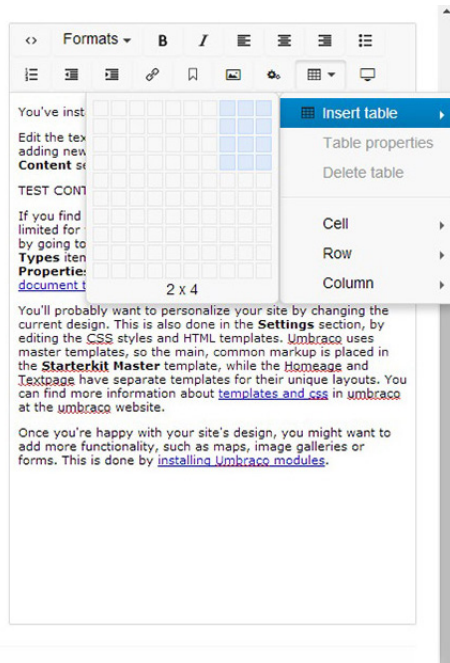 Formats
B I
You've inst
Insert table
Edit the tex
Table properties
adding new
Content se
Delete table
TEST CONT
If you find
limited for
Cell
by going to
Types item
Row
Properties
document t
2 x 4
Column
You'll probably want to personalize your site by changing the
current design. This is also done in the Settings section, by
editing the CSS styles and HTML templates. Umbraco uses
master templates, so the main, common markup is placed in
the Starterkit Master template, while the Homeage and
Textpage have separate templates for their unique layouts. You
can find more information about templates and css in umbraco
at the umbraco website.
Once you're happy with your site's design, you might want to
add more functionality, such as maps, image galleries or
forms. This is done by installing Umbraco modules.